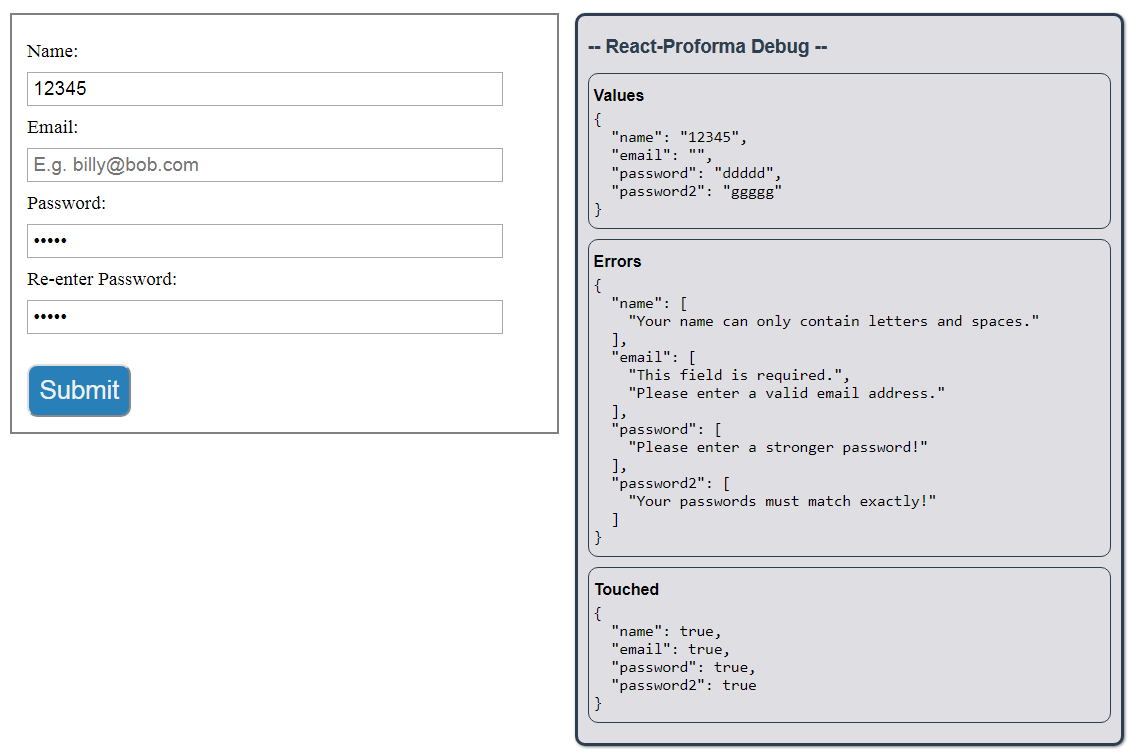 Name:
12345
Email:
E.g. billy@bob.com
Password:
•••••
Re-enter Password:
•••••
Submit
-- React-Proforma Debug --
Values
{
  "name": "12345",
  "email": "",
  "password": "ddddd",
  "password2": "ggggg"
}
Errors
{
  "name": [
    "Your name can only contain letters and spaces."
  ],
  "email": [
    "This field is required.",
    "Please enter a valid email address."
  ],
  "password": [
    "Please enter a stronger password!"
  ],
  "password2": [
    "Your passwords must match exactly!"
  ]
}
Touched
{
  "name": true,
  "email": true,
  "password": true,
  "password2": true
}